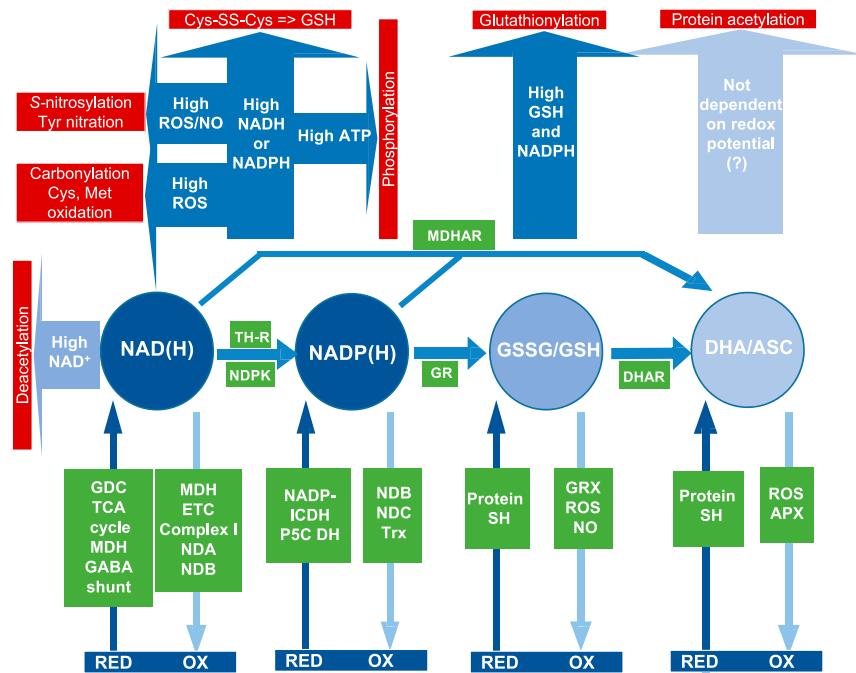 Cys-SS-Cys => GSH
Glutathionylation
Protein acetylation
S-nitrosylation
Tyr nitration
High
ROS/NO
High
NADH
or
NADPH
High ATP
Phosphorylation
High
GSH
and
NADPH
Not
dependent
on redox
potential
(?)
Carbonylation
Cys, Met
oxidation
High
ROS
MDHAR
Deacetylation
High
NAD⁺
NAD(H)
TH-R
NDPK
NADP(H)
GR
GSSG/GSH
DHAR
DHA/ASC
GDC
TCA
cycle
MDH
GABA
shunt
MDH
ETC
Complex I
NDA
NDB
NADP-
ICDH
P5C DH
NDB
NDC
Trx
Protein
SH
GRX
ROS
NO
Protein
SH
ROS
APX
RED OX
RED OX
RED OX
RED OX